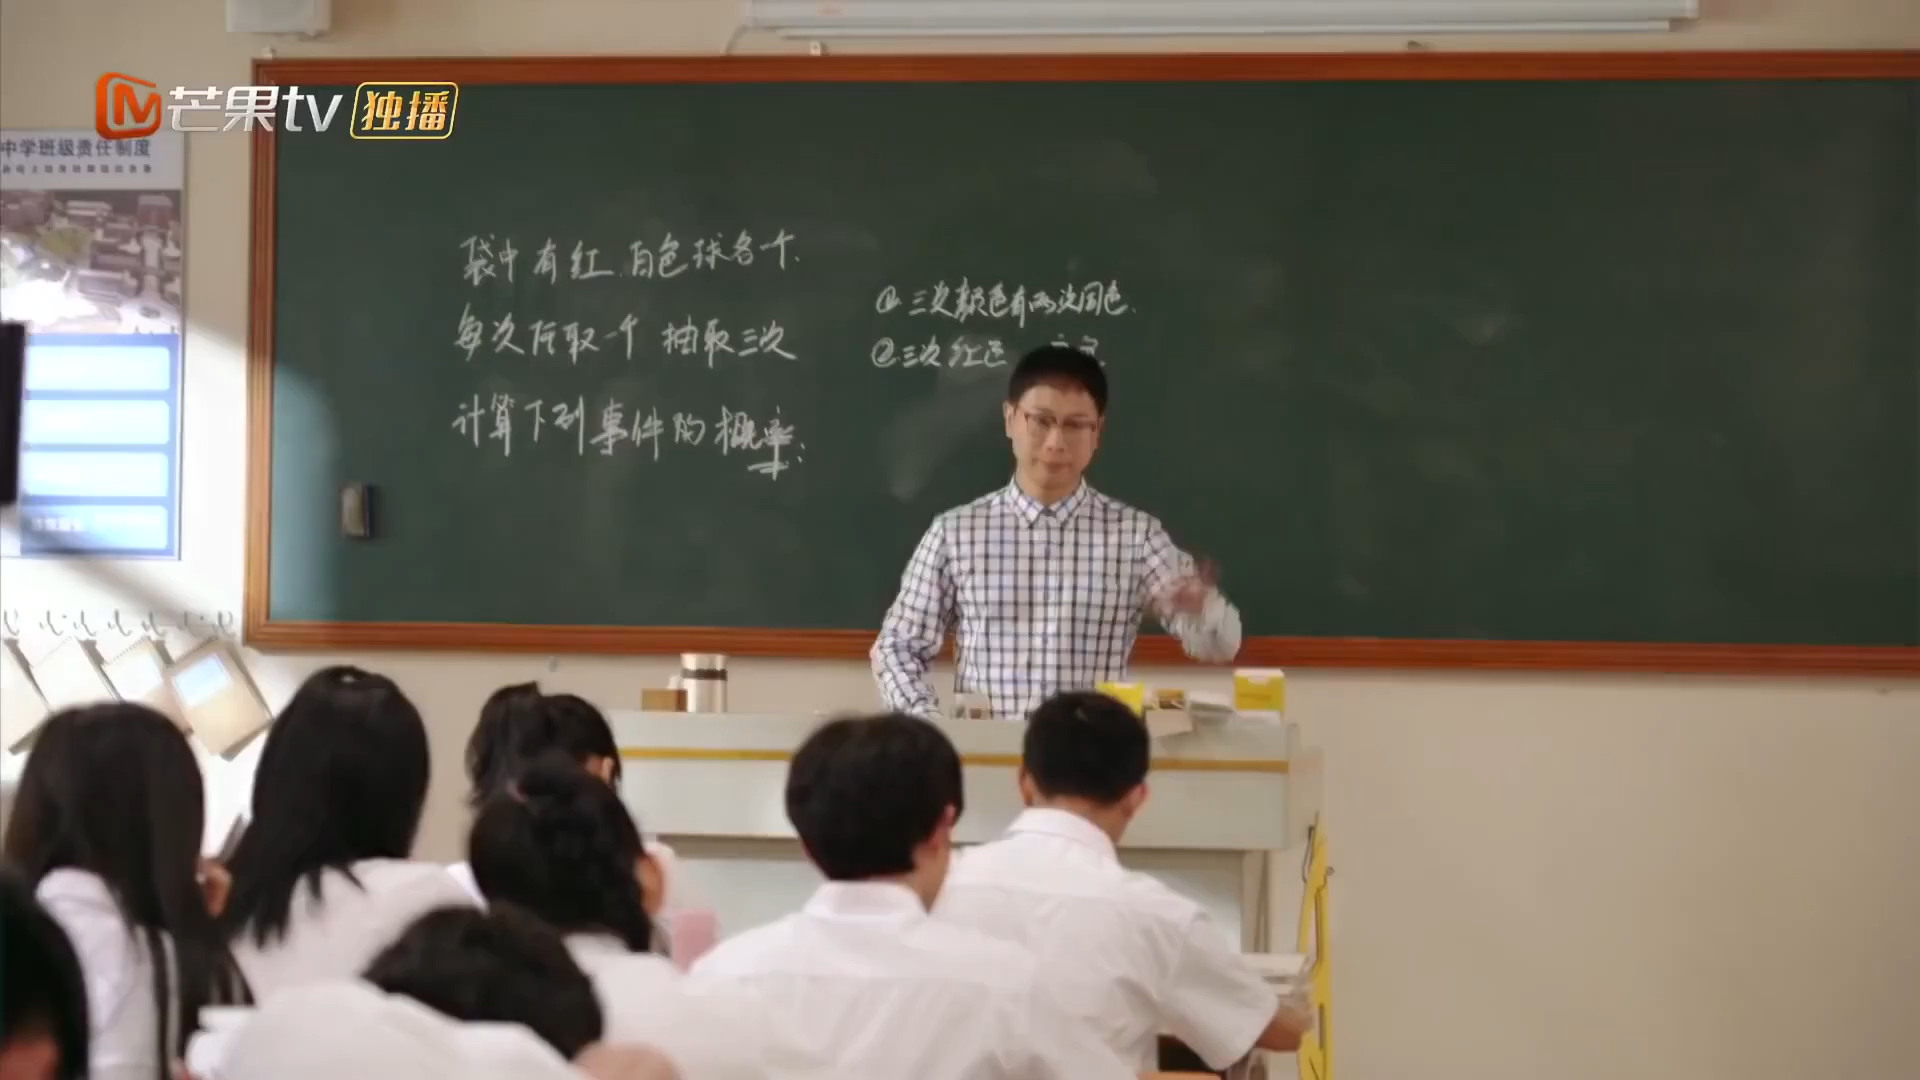 芒果tv 独播
中学班级责任制度
袋中有红、白色球各一个.
每次任取一个 抽取三次
计算下列事件的概率:
①三次颜色有两次同色.
②三次红色